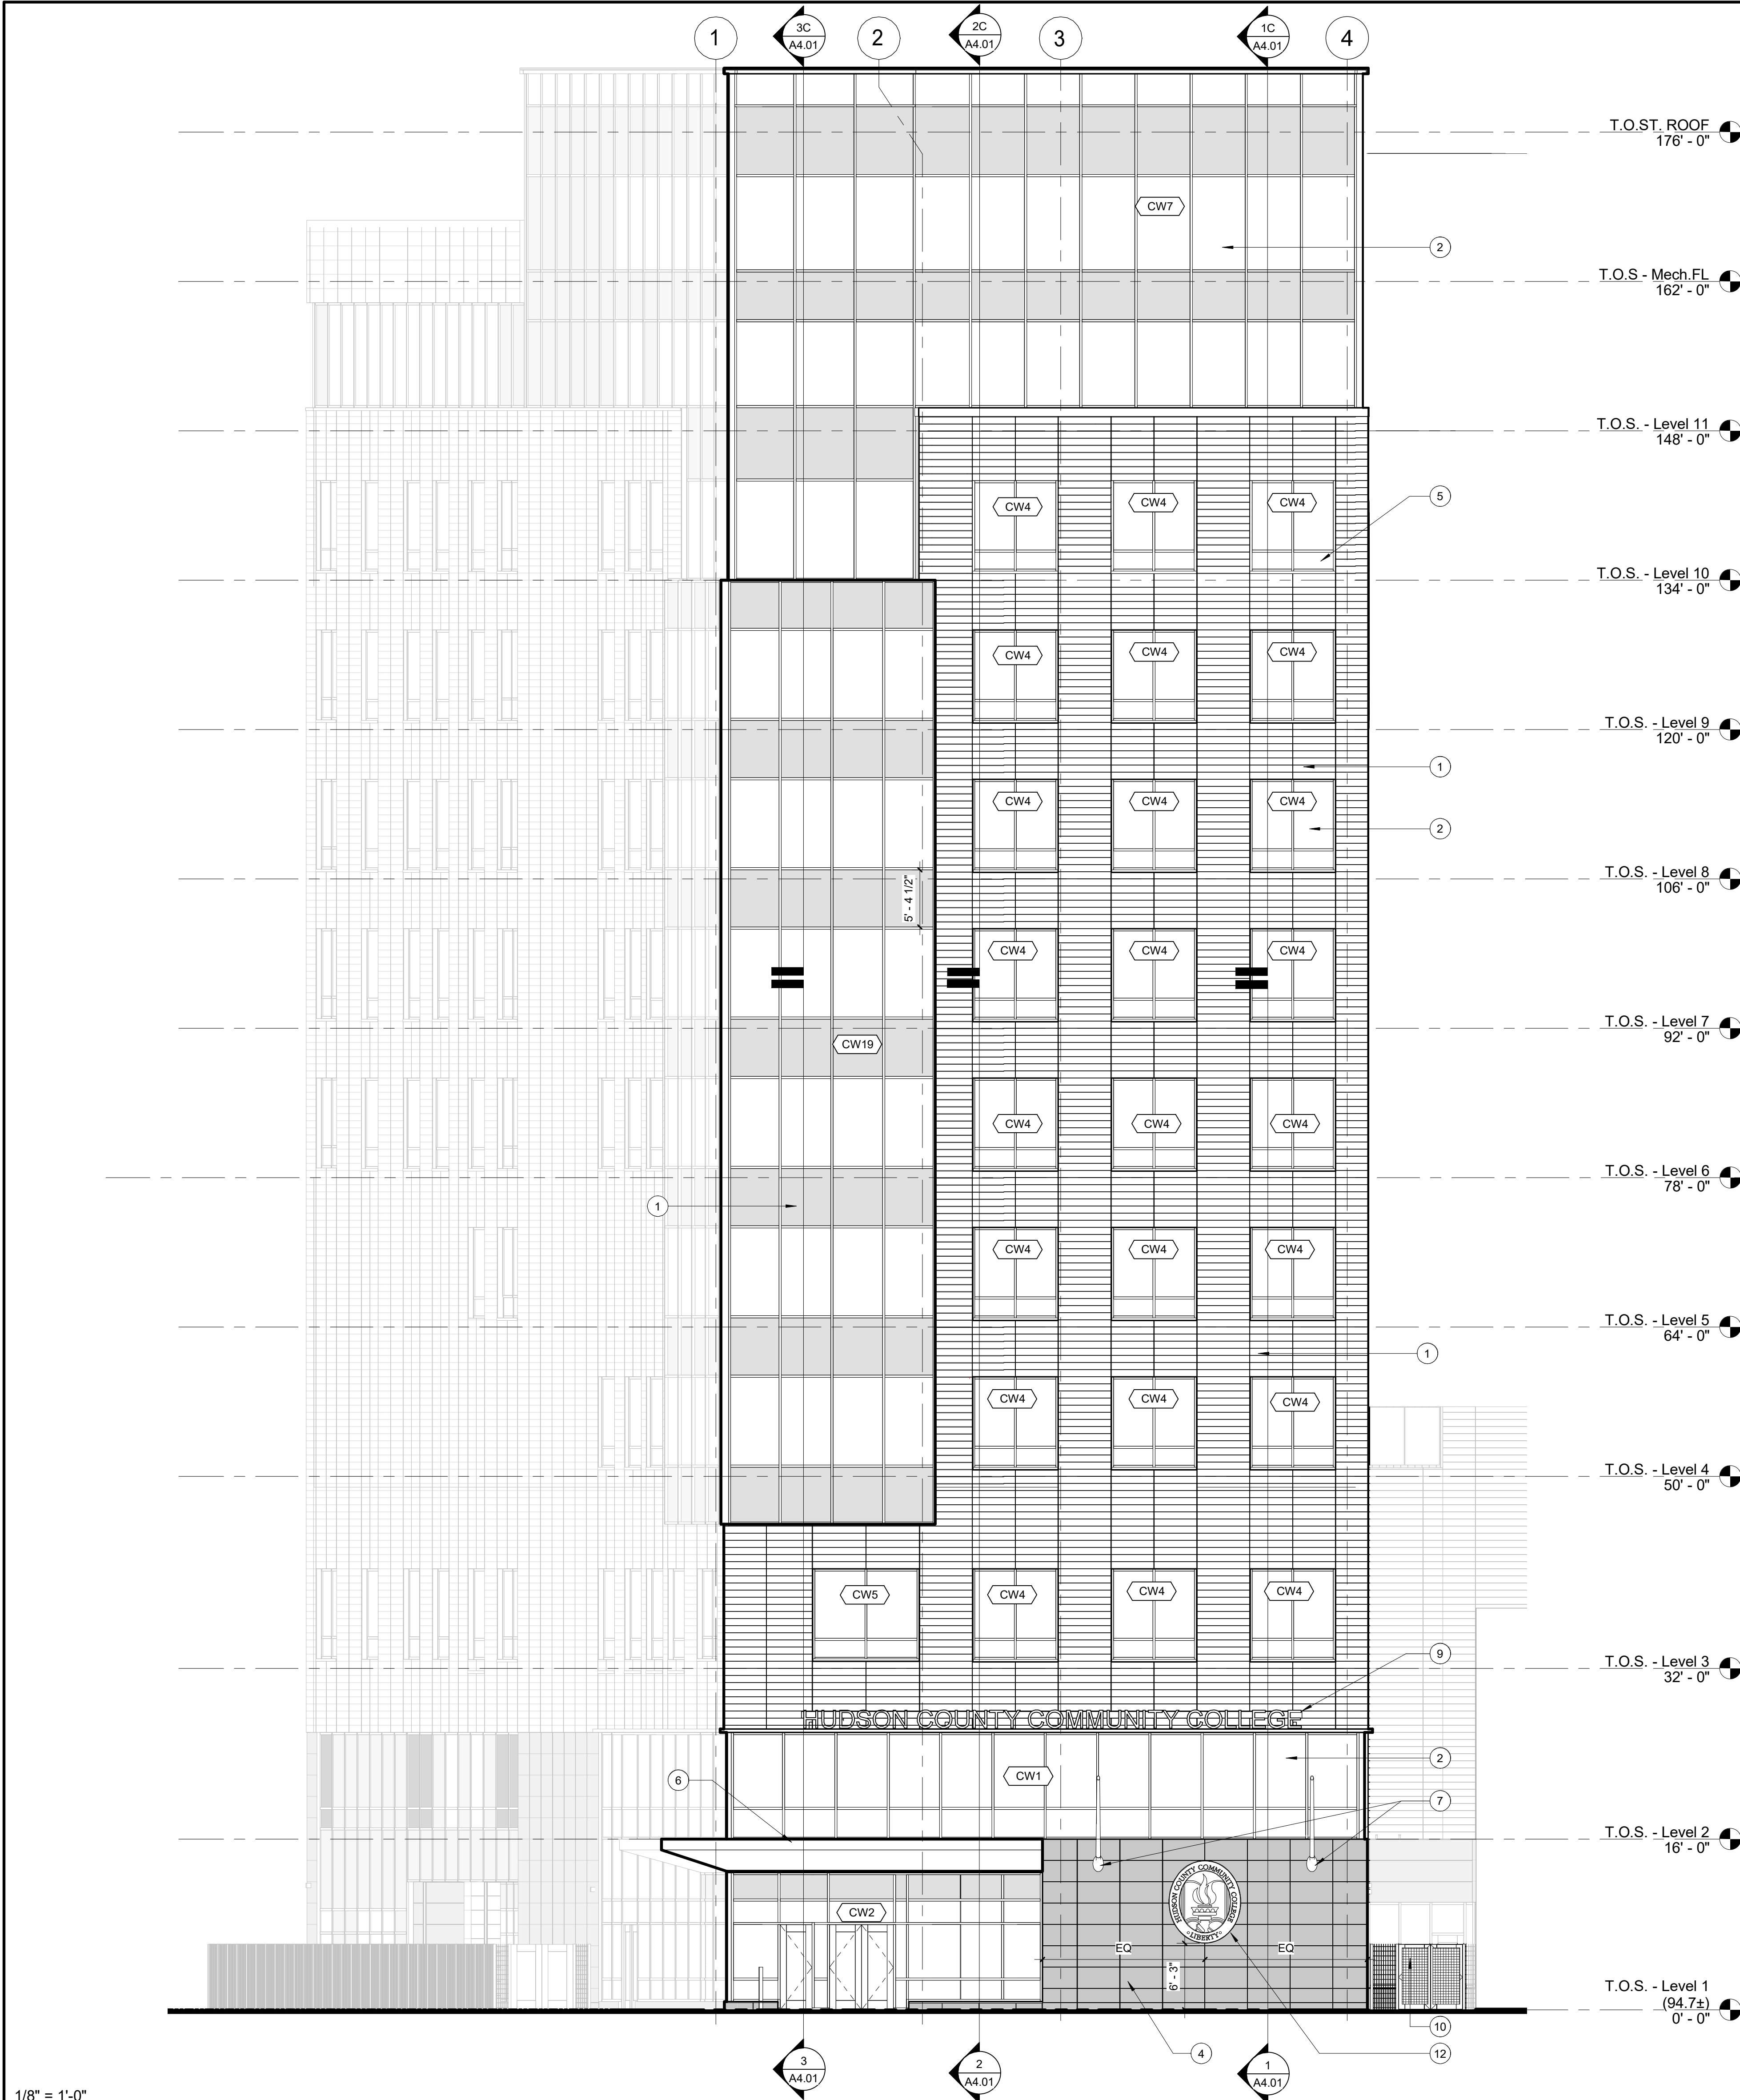 1
3C
A4.01
2
2C
A4.01
3
1C
A4.01
4
T.O.ST. ROOF
176' - 0"
CW7
2
T.O.S - Mech.FL
162' - 0"
T.O.S. - Level 11
148' - 0"
CW4
CW4
CW4
5
T.O.S. - Level 10
134' - 0"
CW4
CW4
CW4
T.O.S. - Level 9
120' - 0"
1
CW4
CW4
CW4
2
T.O.S. - Level 8
106' - 0"
5' - 4 1/2"
CW4
CW4
CW4
T.O.S. - Level 7
92' - 0"
CW19
CW4
CW4
CW4
T.O.S. - Level 6
78' - 0"
1
CW4
CW4
CW4
T.O.S. - Level 5
64' - 0"
1
CW4
CW4
CW4
T.O.S. - Level 4
50' - 0"
CW5
CW4
CW4
CW4
9
T.O.S. - Level 3
32' - 0"
HUDSON COUNTY COMMUNITY COLLEGE
2
CW1
6
7
T.O.S. - Level 2
16' - 0"
HUDSON COUNTY COMMUNITY COLLEGE
LIBERTY
CW2
EQ
EQ
6' - 3"
T.O.S. - Level 1
(94.7±)
0' - 0"
10
4
12
3
A4.01
2
A4.01
1
A4.01
1/8" = 1'-0"